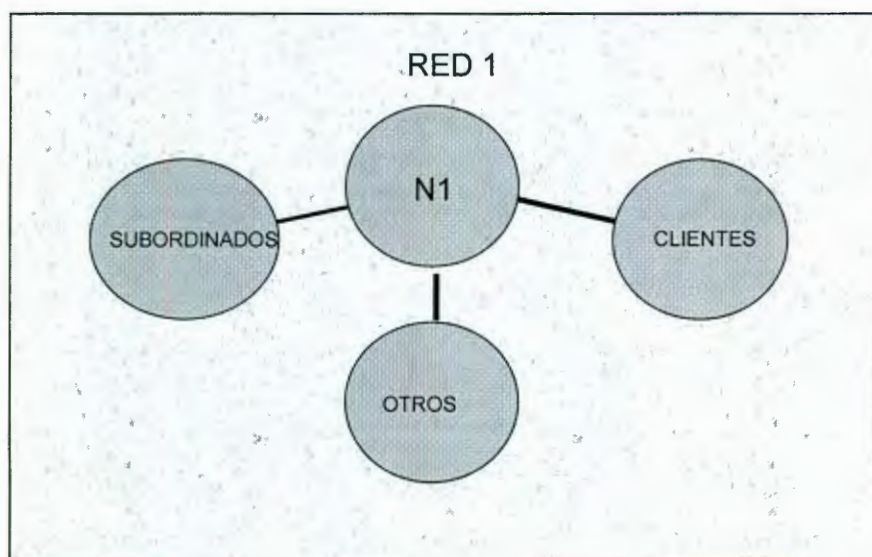 RED 1
N1
SUBORDINADOS
CLIENTES
OTROS